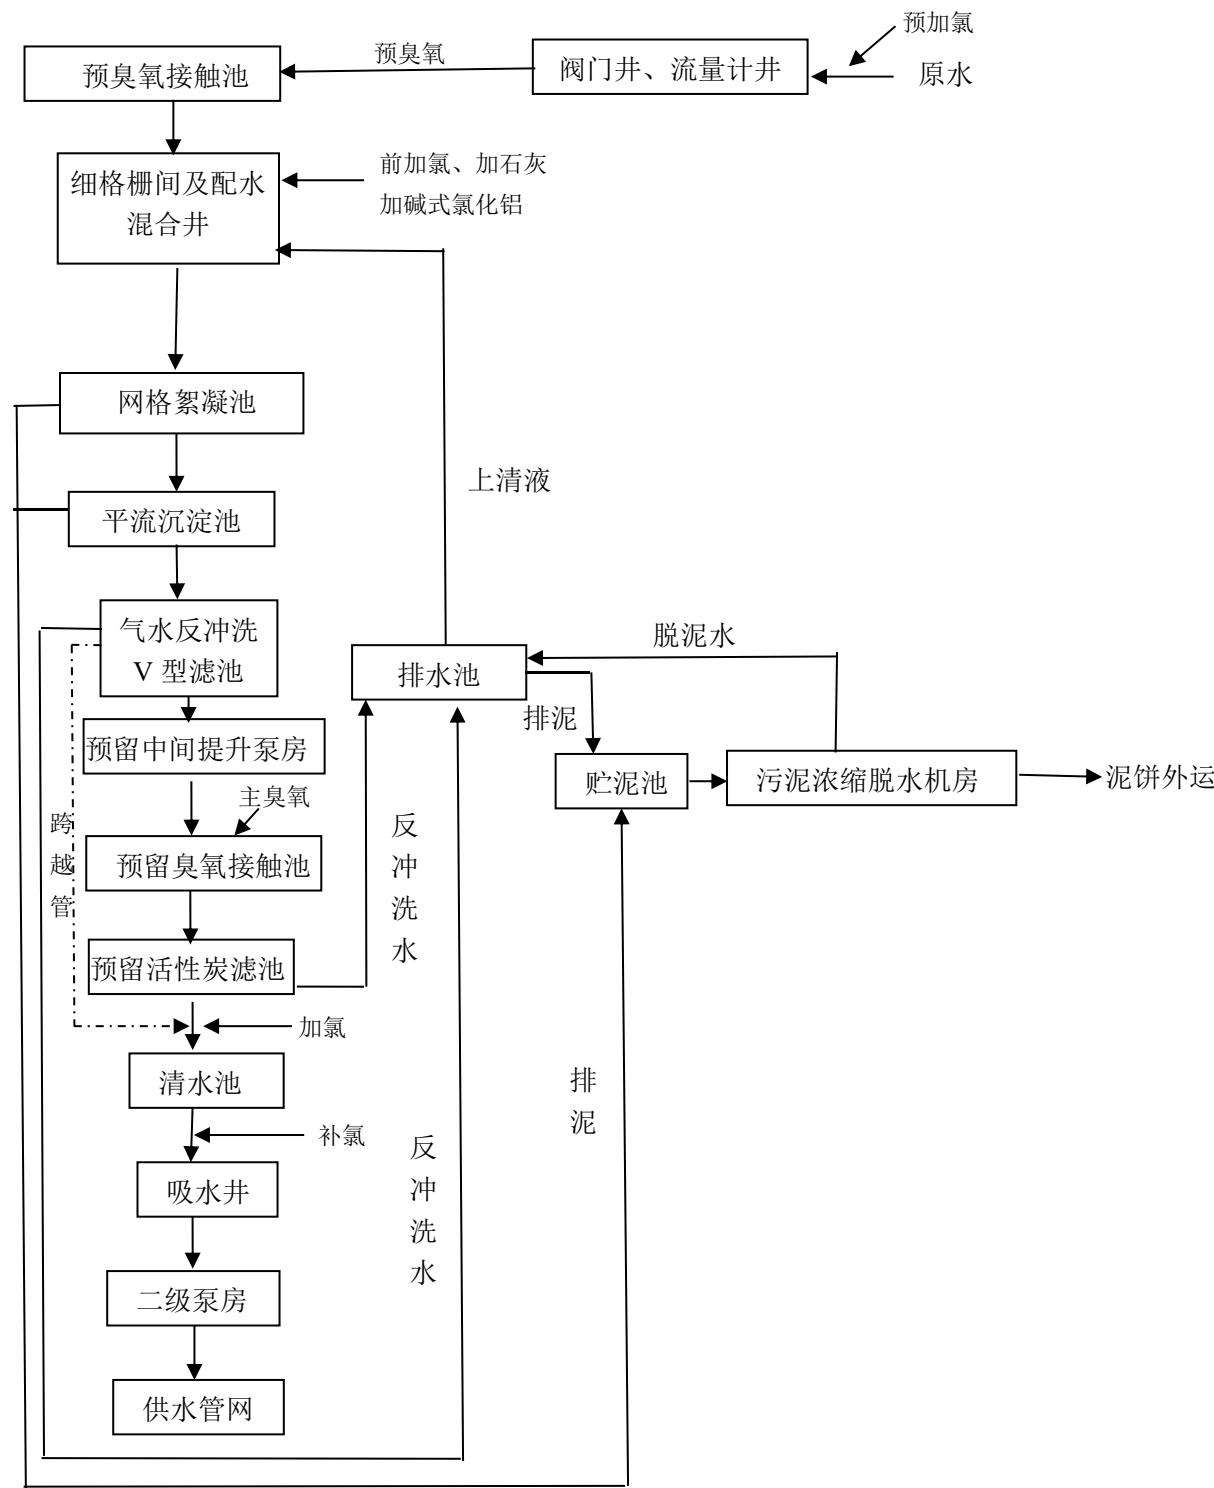 预加氯
预臭氧
阀门井、流量计井
原水
预臭氧接触池
细格栅间及配水
混合井
前加氯、加石灰
加碱式氯化铝
网格絮凝池
上清液
平流沉淀池
气水反冲洗
V 型滤池
脱泥水
排水池
排泥
预留中间提升泵房
贮泥池
污泥浓缩脱水机房
泥饼外运
主臭氧
跨越管
反冲洗水
预留臭氧接触池
预留活性炭滤池
加氯
清水池
排泥
补氯
反冲洗水
吸水井
二级泵房
供水管网